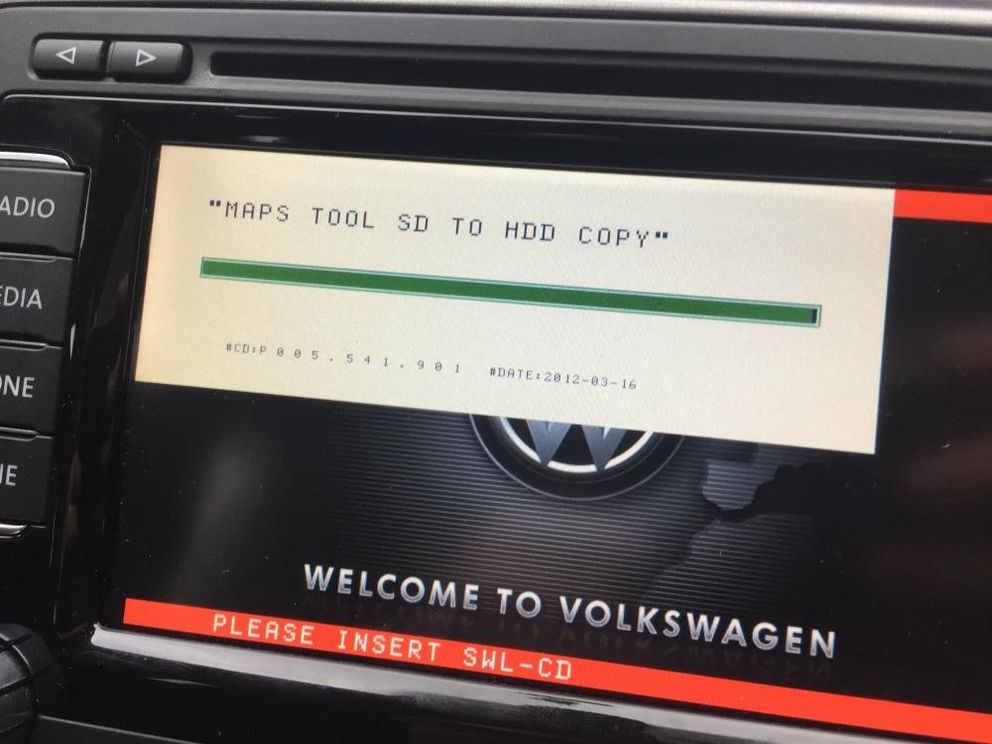 ADIO
EDIA
ONE
IE
"MAPS TOOL SD TO HDD COPY"
#CD:P 0 0 5 . 5 4 1 . 9 0 1 #DATE:2012-03-16
WELCOME TO VOLKSWAGEN
PLEASE INSERT SWL-CD